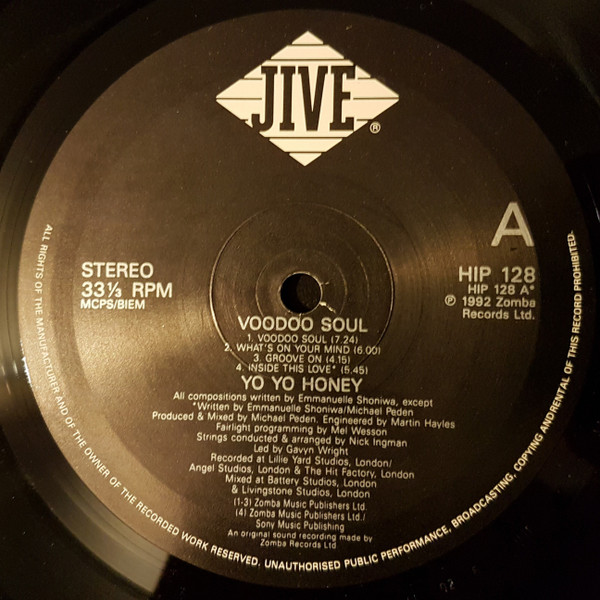 JIVE
®
A
STEREO
33⅓ RPM
MCPS/BIEM
HIP 128
HIP 128 A*
℗ 1992 Zomba
Records Ltd.
VOODOO SOUL
1. VOODOO SOUL (7.24)
2. WHAT'S ON YOUR MIND (6.00)
3. GROOVE ON (4.15)
4. INSIDE THIS LOVE* (5.45)
YO YO HONEY
All compositions written by Emmanuelle Shoniwa, except
*Written by Emmanuelle Shoniwa/Michael Peden
Produced & Mixed by Michael Peden. Engineered by Martin Hayles
Fairlight programming by Mel Wesson
Strings conducted & arranged by Nick Ingman
Led by Gavyn Wright
Recorded at Lillie Yard Studios, London/
Angel Studios, London & The Hit Factory, London
Mixed at Battery Studios, London
& Livingstone Studios, London
(1-3) Zomba Music Publishers Ltd.
(4) Zomba Music Publishers Ltd./
Sony Music Publishing
An original sound recording made by
Zomba Records Ltd
ALL RIGHTS OF THE MANUFACTURER AND OF THE OWNER OF THE RECORDED WORK RESERVED. UNAUTHORISED PUBLIC PERFORMANCE, BROADCASTING, COPYING ANDRENTAL OF THIS RECORD PROHIBITED.